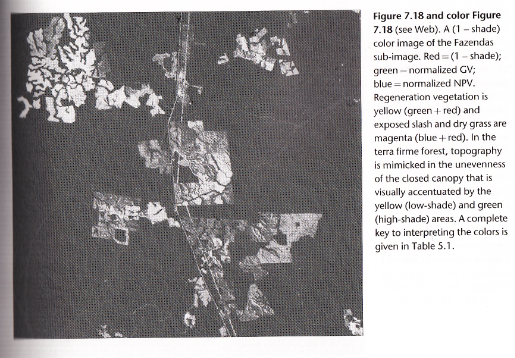 Figure 7.18 and color Figure
7.18 (see Web). A (1 – shade)
color image of the Fazendas
sub-image. Red = (1 – shade);
green – normalized GV;
blue = normalized NPV.
Regeneration vegetation is
yellow (green + red) and
exposed slash and dry grass are
magenta (blue + red). In the
terra firme forest, topography
is mimicked in the unevenness
of the closed canopy that is
visually accentuated by the
yellow (low-shade) and green
(high-shade) areas. A complete
key to interpreting the colors is
given in Table 5.1.